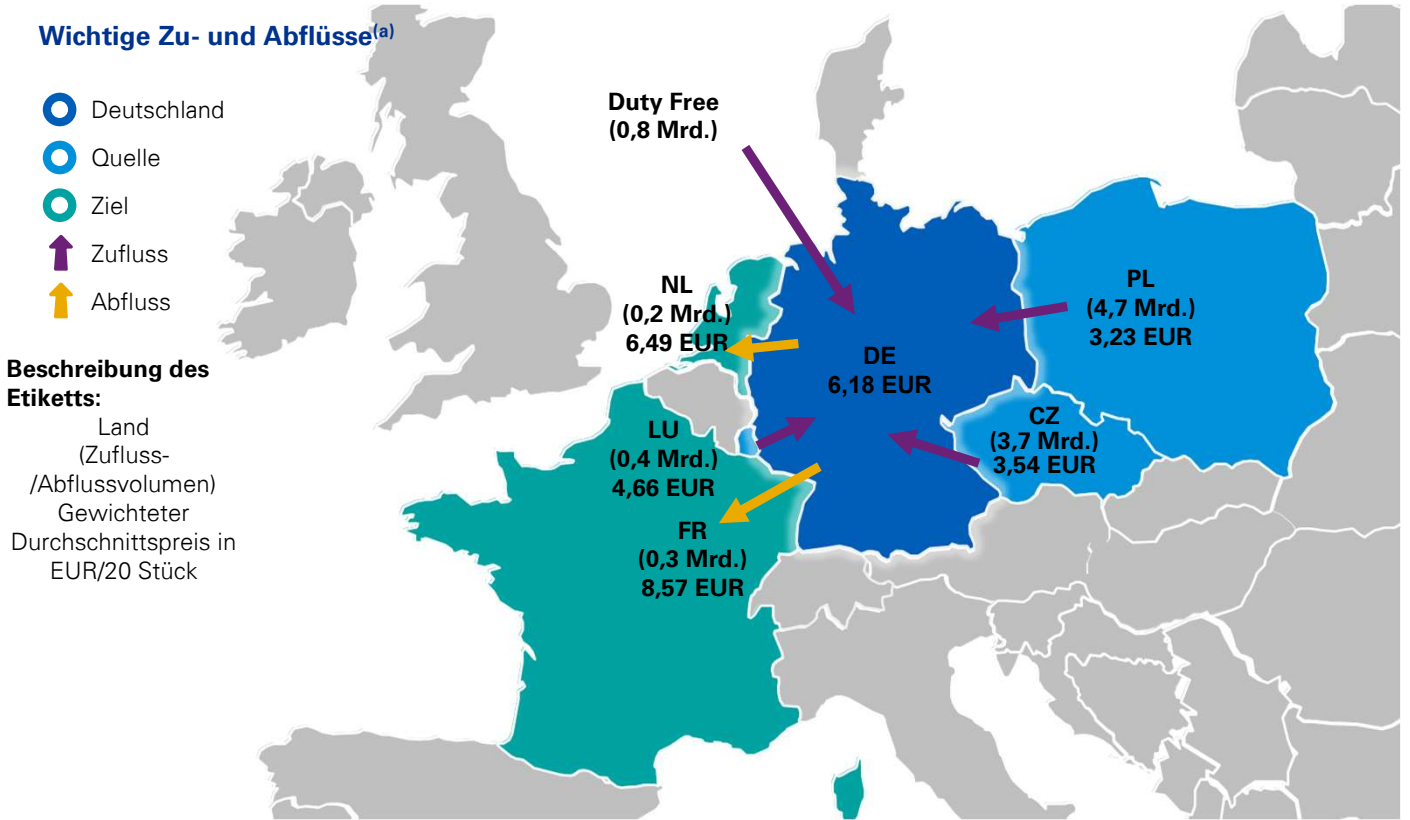 Wichtige Zu- und Abflüsse(a)
Deutschland
Quelle
Ziel
Zufluss
Abfluss
Beschreibung des
Etiketts:
Land
(Zufluss-
/Abflussvolumen)
Gewichteter
Durchschnittspreis in
EUR/20 Stück
Duty Free
(0,8 Mrd.)
NL
(0,2 Mrd.)
6,49 EUR
DE
6,18 EUR
PL
(4,7 Mrd.)
3,23 EUR
CZ
(3,7 Mrd.)
3,54 EUR
LU
(0,4 Mrd.)
4,66 EUR
FR
(0,3 Mrd.)
8,57 EUR